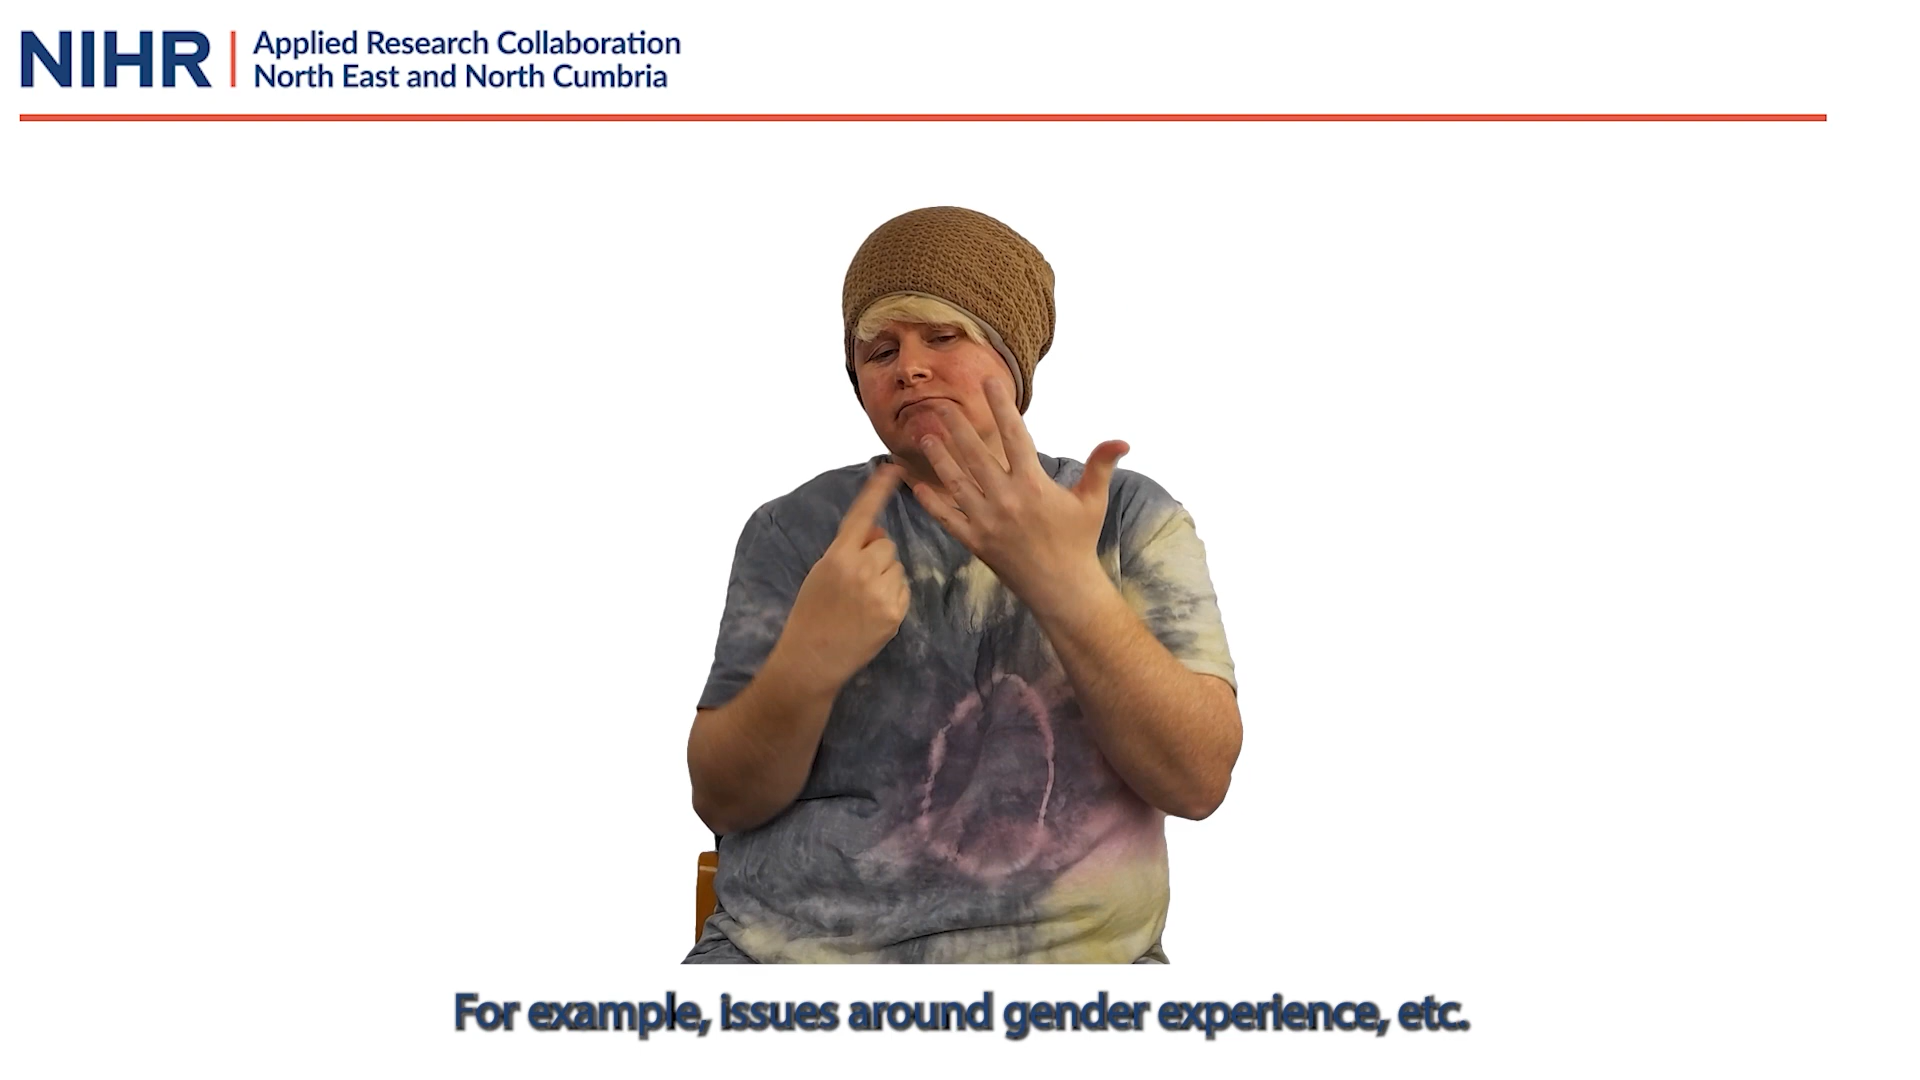 NIHR | Applied Research Collaboration
North East and North Cumbria
For example, issues around gender experience, etc.